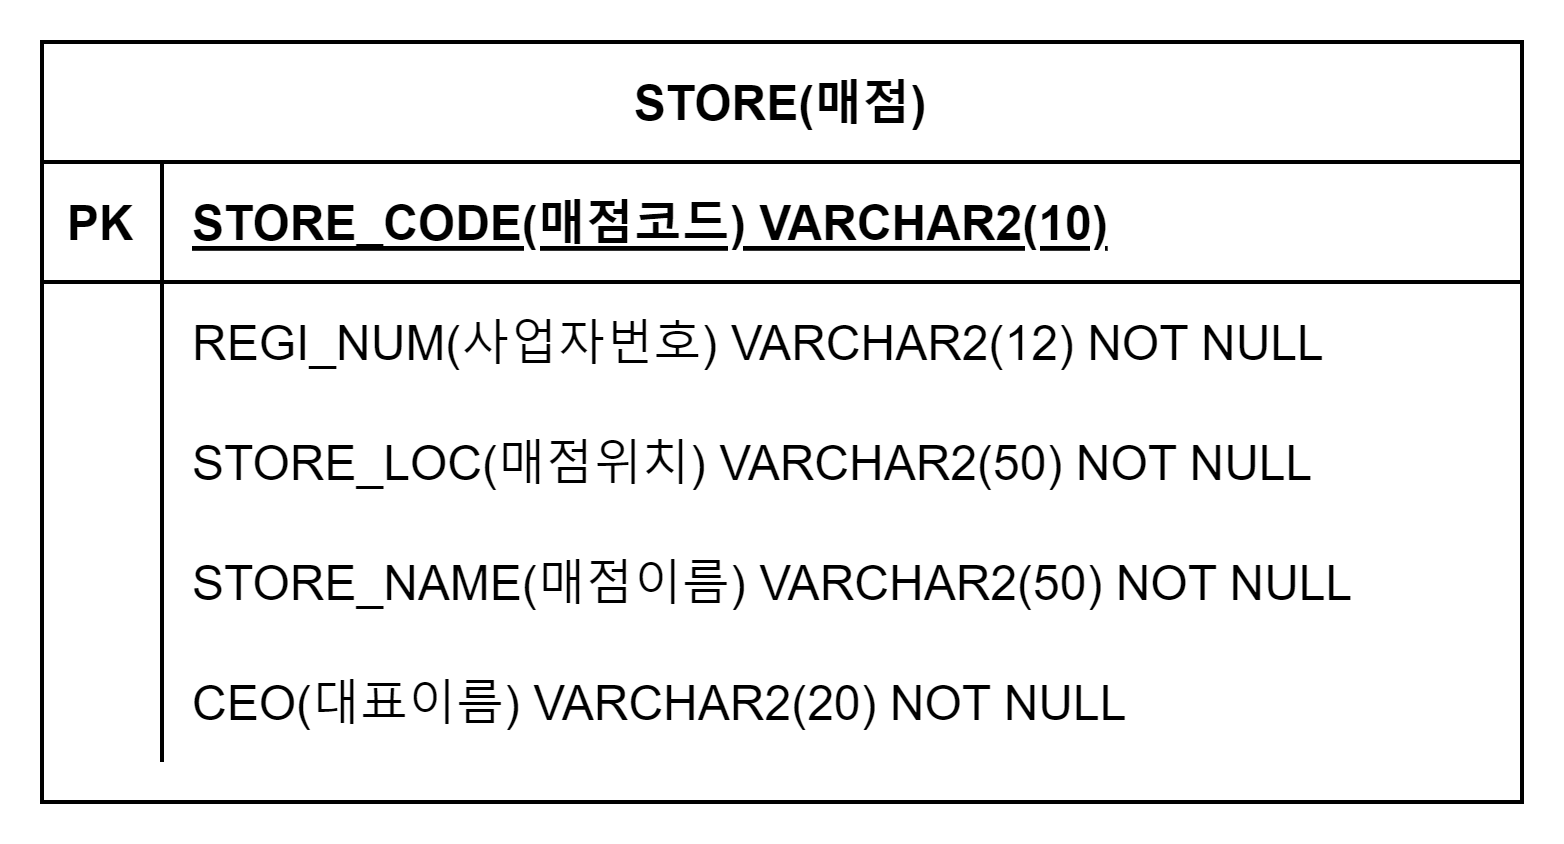 STORE(매점)
PK STORE_CODE(매점코드) VARCHAR2(10)
REGI_NUM(사업자번호) VARCHAR2(12) NOT NULL
STORE_LOC(매점위치) VARCHAR2(50) NOT NULL
STORE_NAME(매점이름) VARCHAR2(50) NOT NULL
CEO(대표이름) VARCHAR2(20) NOT NULL